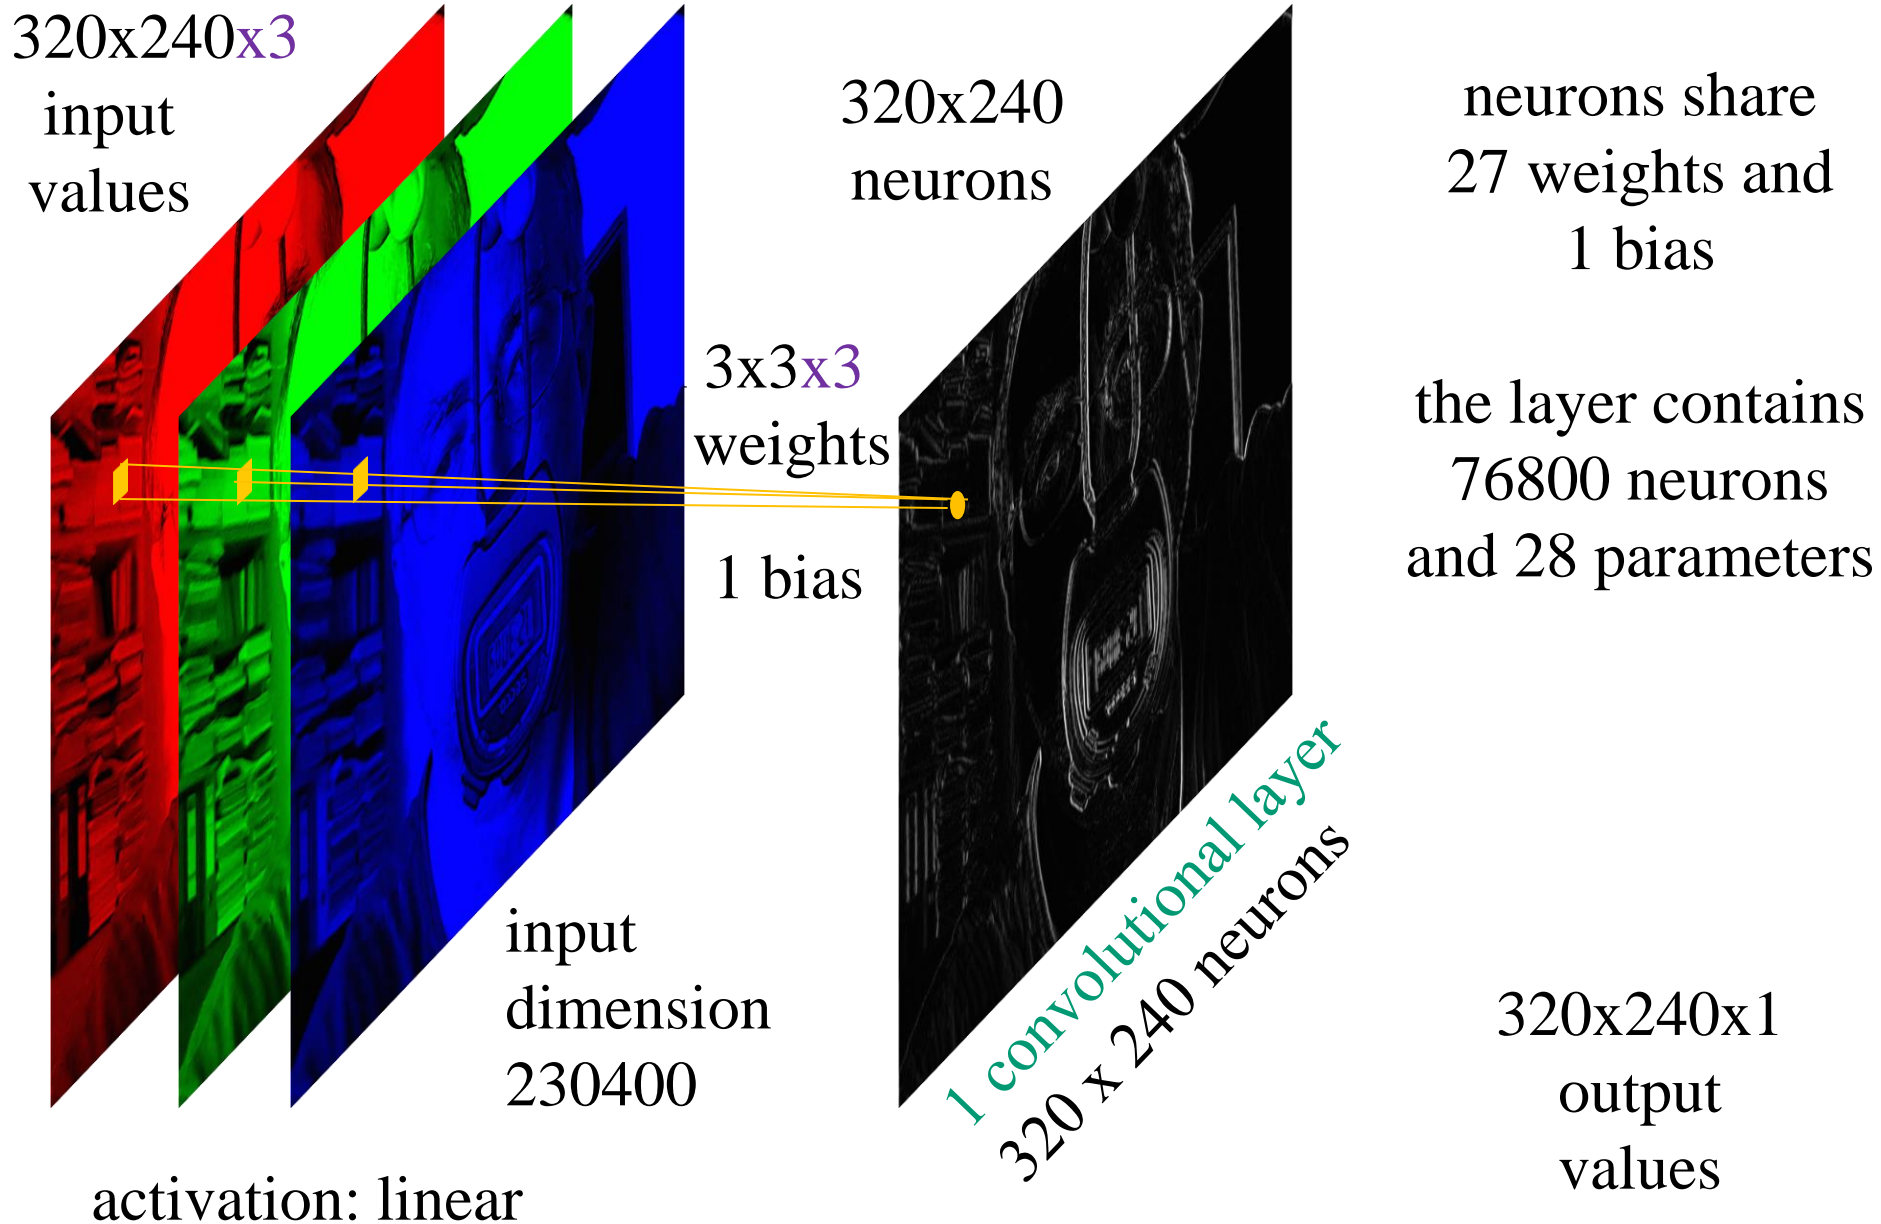 320x240x3
input
values
320x240
neurons
neurons share
27 weights and
1 bias
3x3x3
weights
1 bias
the layer contains
76800 neurons
and 28 parameters
input
dimension
230400
1 convolutional layer
320 x 240 neurons
320x240x1
output
values
activation: linear